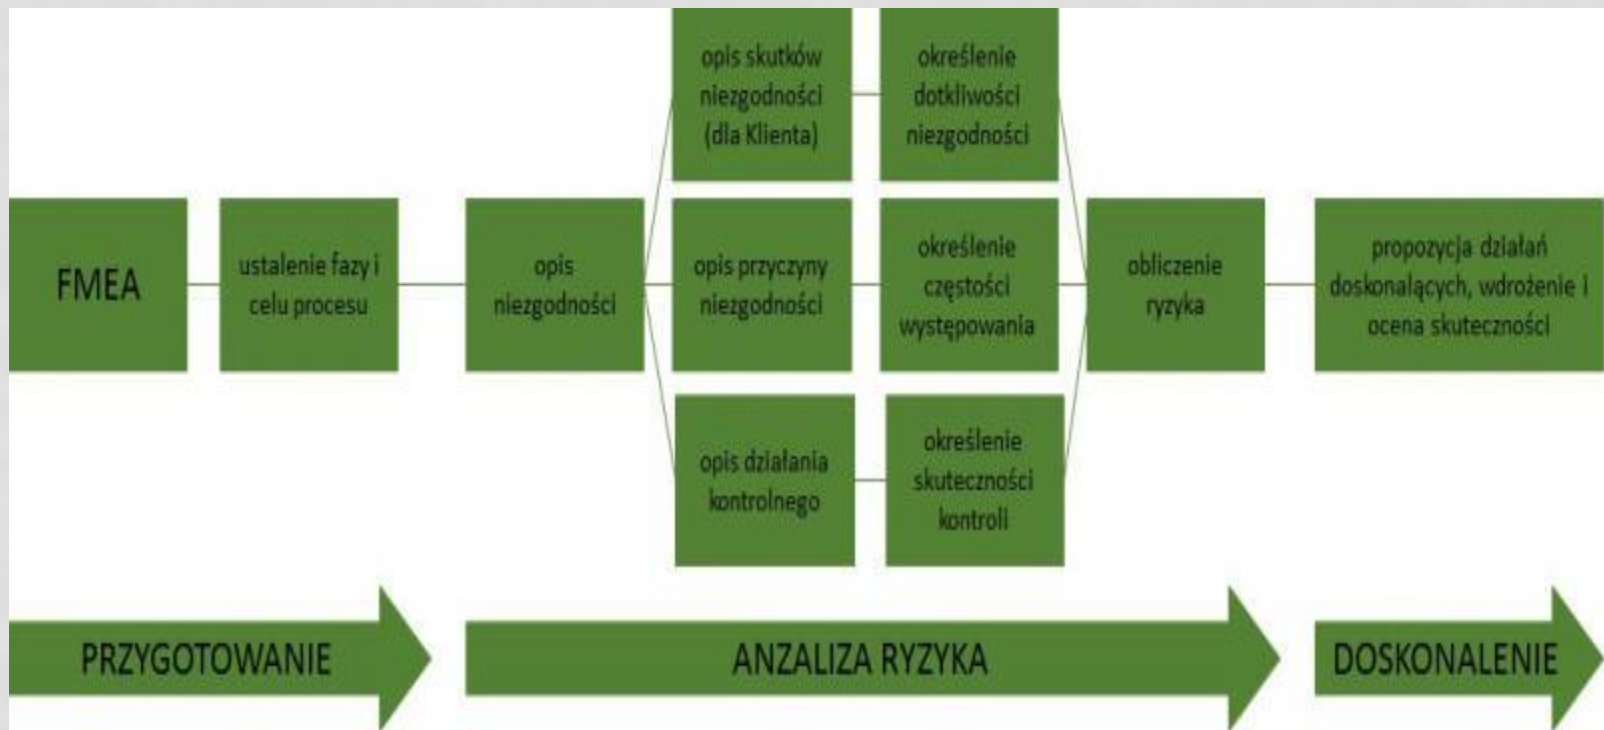 opis skutków
niezgodności
(dla Klienta)
określenie
dotkliwości
niezgodności
FMEA
ustalenie fazy i
celu procesu
opis
niezgodności
opis przyczyny
niezgodności
określenie
częstości
występowania
obliczenie
ryzyka
propozycja działań
doskonalących, wdrożenie i
ocena skuteczności
opis działania
kontrolnego
określenie
skuteczności
kontroli
PRZYGOTOWANIE
ANZALIZA RYZYKA
DOSKONALENIE